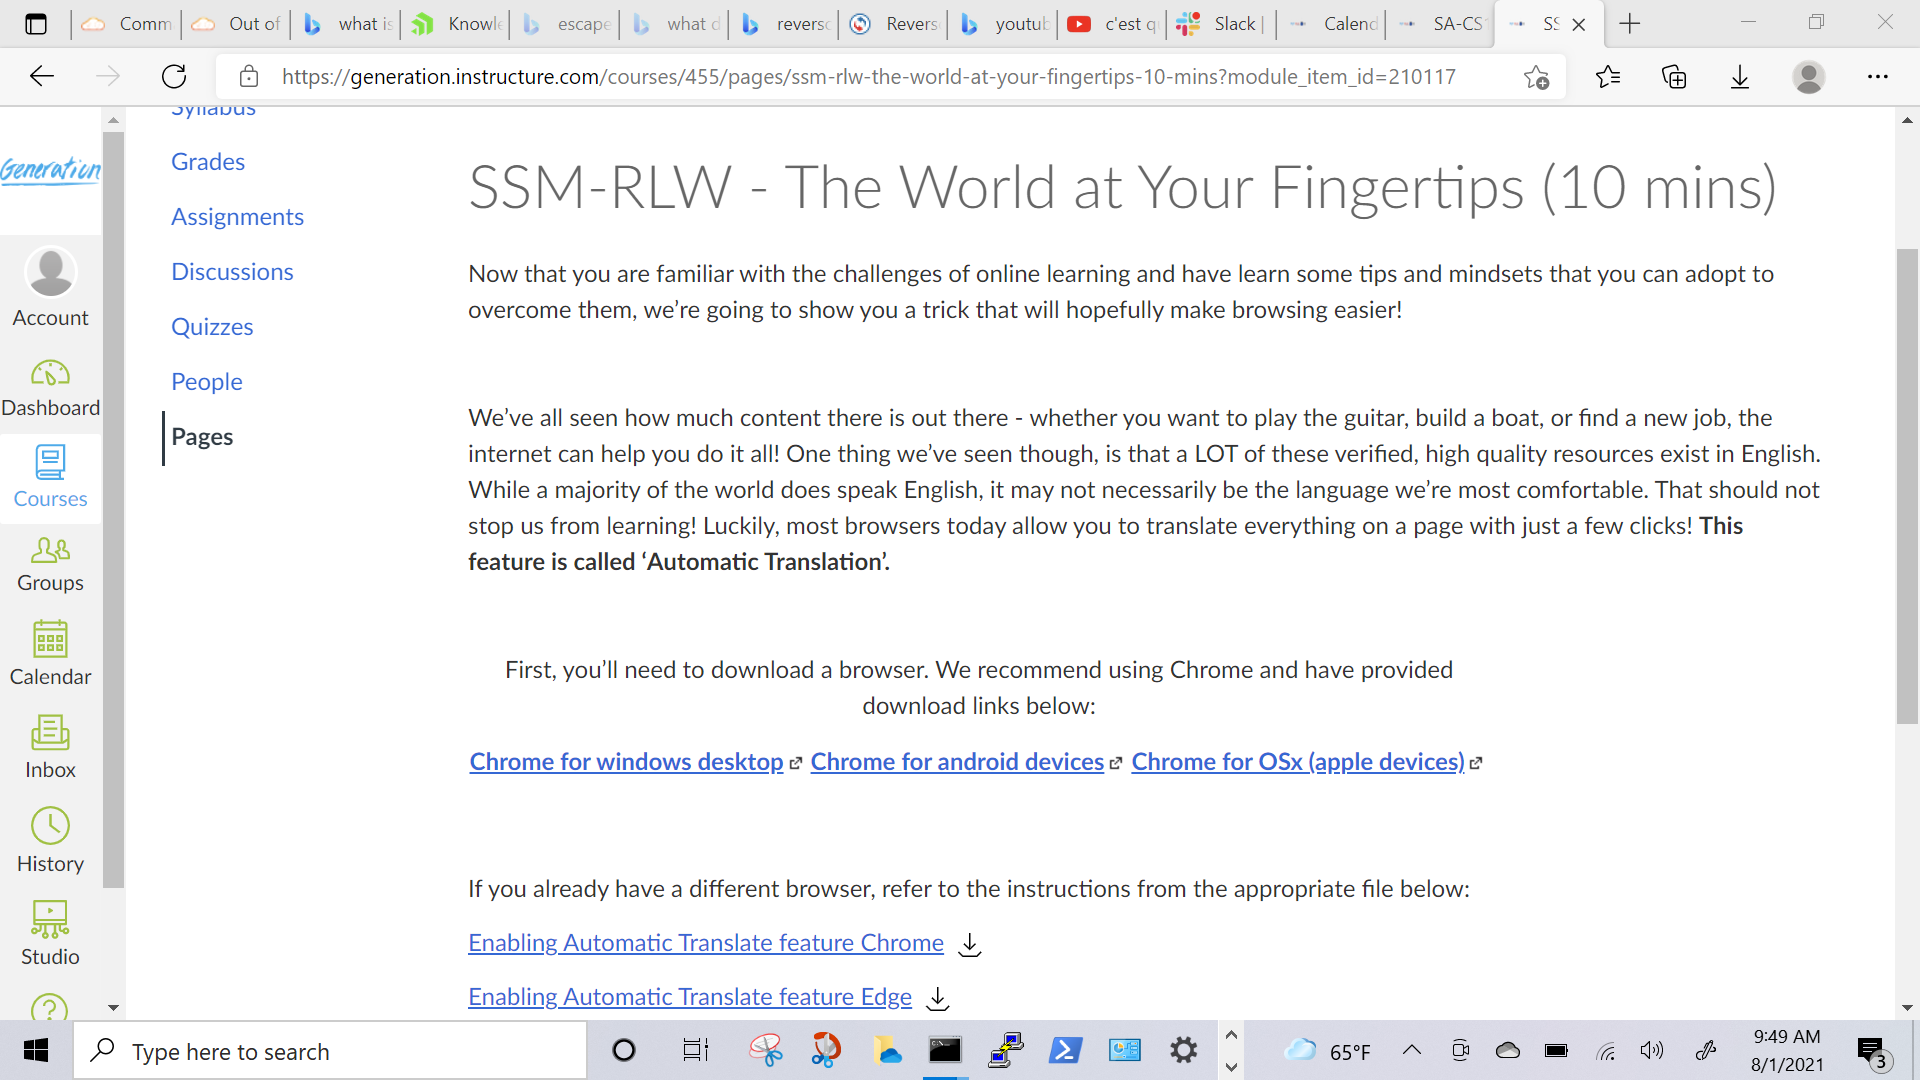 Comm
Out of
what is
Knowle
escape
what d
reverso
Revers
youtub
c'est q
Slack |
Calend
SA-CS
SS
https://generation.instructure.com/courses/455/pages/ssm-rlw-the-world-at-your-fingertips-10-mins?module_item_id=210117
Generation
Account
Dashboard
Courses
Groups
Calendar
Inbox
History
Studio
Syllabus
Grades
Assignments
Discussions
Quizzes
People
Pages
SSM-RLW - The World at Your Fingertips (10 mins)
Now that you are familiar with the challenges of online learning and have learn some tips and mindsets that you can adopt to
overcome them, we’re going to show you a trick that will hopefully make browsing easier!
We’ve all seen how much content there is out there - whether you want to play the guitar, build a boat, or find a new job, the
internet can help you do it all! One thing we’ve seen though, is that a LOT of these verified, high quality resources exist in English.
While a majority of the world does speak English, it may not necessarily be the language we’re most comfortable. That should not
stop us from learning! Luckily, most browsers today allow you to translate everything on a page with just a few clicks! This
feature is called ‘Automatic Translation’.
First, you’ll need to download a browser. We recommend using Chrome and have provided
download links below:
Chrome for windows desktop Chrome for android devices Chrome for OSx (apple devices)
If you already have a different browser, refer to the instructions from the appropriate file below:
Enabling Automatic Translate feature Chrome
Enabling Automatic Translate feature Edge
Type here to search
65°F
9:49 AM
8/1/2021
3